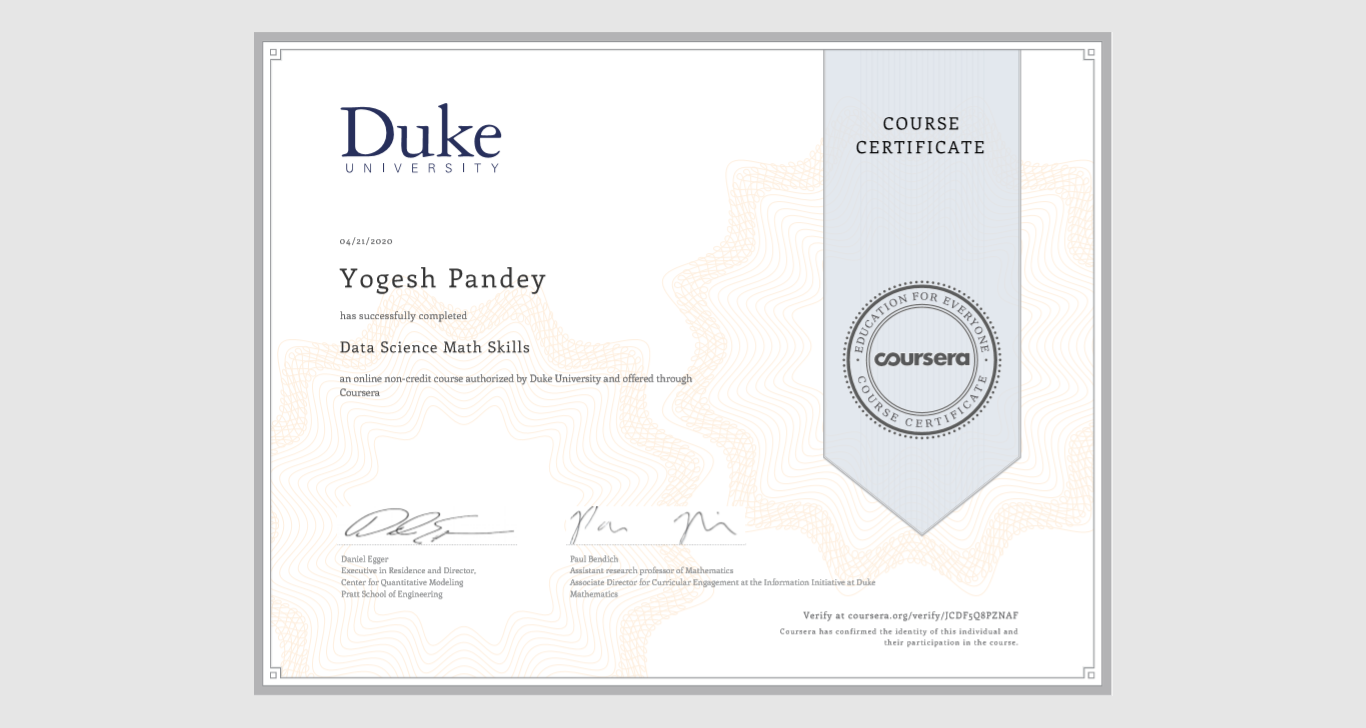 Duke
UNIVERSITY
COURSE
CERTIFICATE
04/21/2020
Yogesh Pandey
has successfully completed
Data Science Math Skills
an online non-credit course authorized by Duke University and offered through
Coursera
EDUCATION FOR EVERYONE
coursera
COURSE CERTIFICATE
Daniel Egger
Executive in Residence and Director,
Center for Quantitative Modeling
Pratt School of Engineering
Paul Bendich
Assistant research professor of Mathematics
Associate Director for Curricular Engagement at the Information Initiative at Duke
Mathematics
Verify at coursera.org/verify/JCDF5Q8PZNAF
Coursera has confirmed the identity of this individual and
their participation in the course.